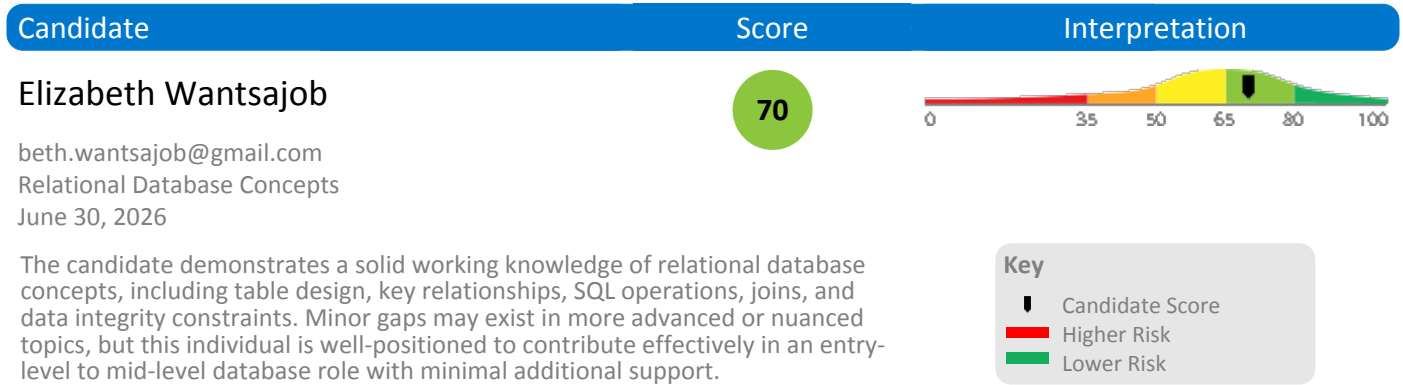 Candidate Score Interpretation
Elizabeth Wantsajob
70
0 35 50 65 80 100
beth.wantsajob@gmail.com
Relational Database Concepts
June 30, 2026
The candidate demonstrates a solid working knowledge of relational database
concepts, including table design, key relationships, SQL operations, joins, and
data integrity constraints. Minor gaps may exist in more advanced or nuanced
topics, but this individual is well-positioned to contribute effectively in an entry-
level to mid-level database role with minimal additional support.
Key
Candidate Score
Higher Risk
Lower Risk